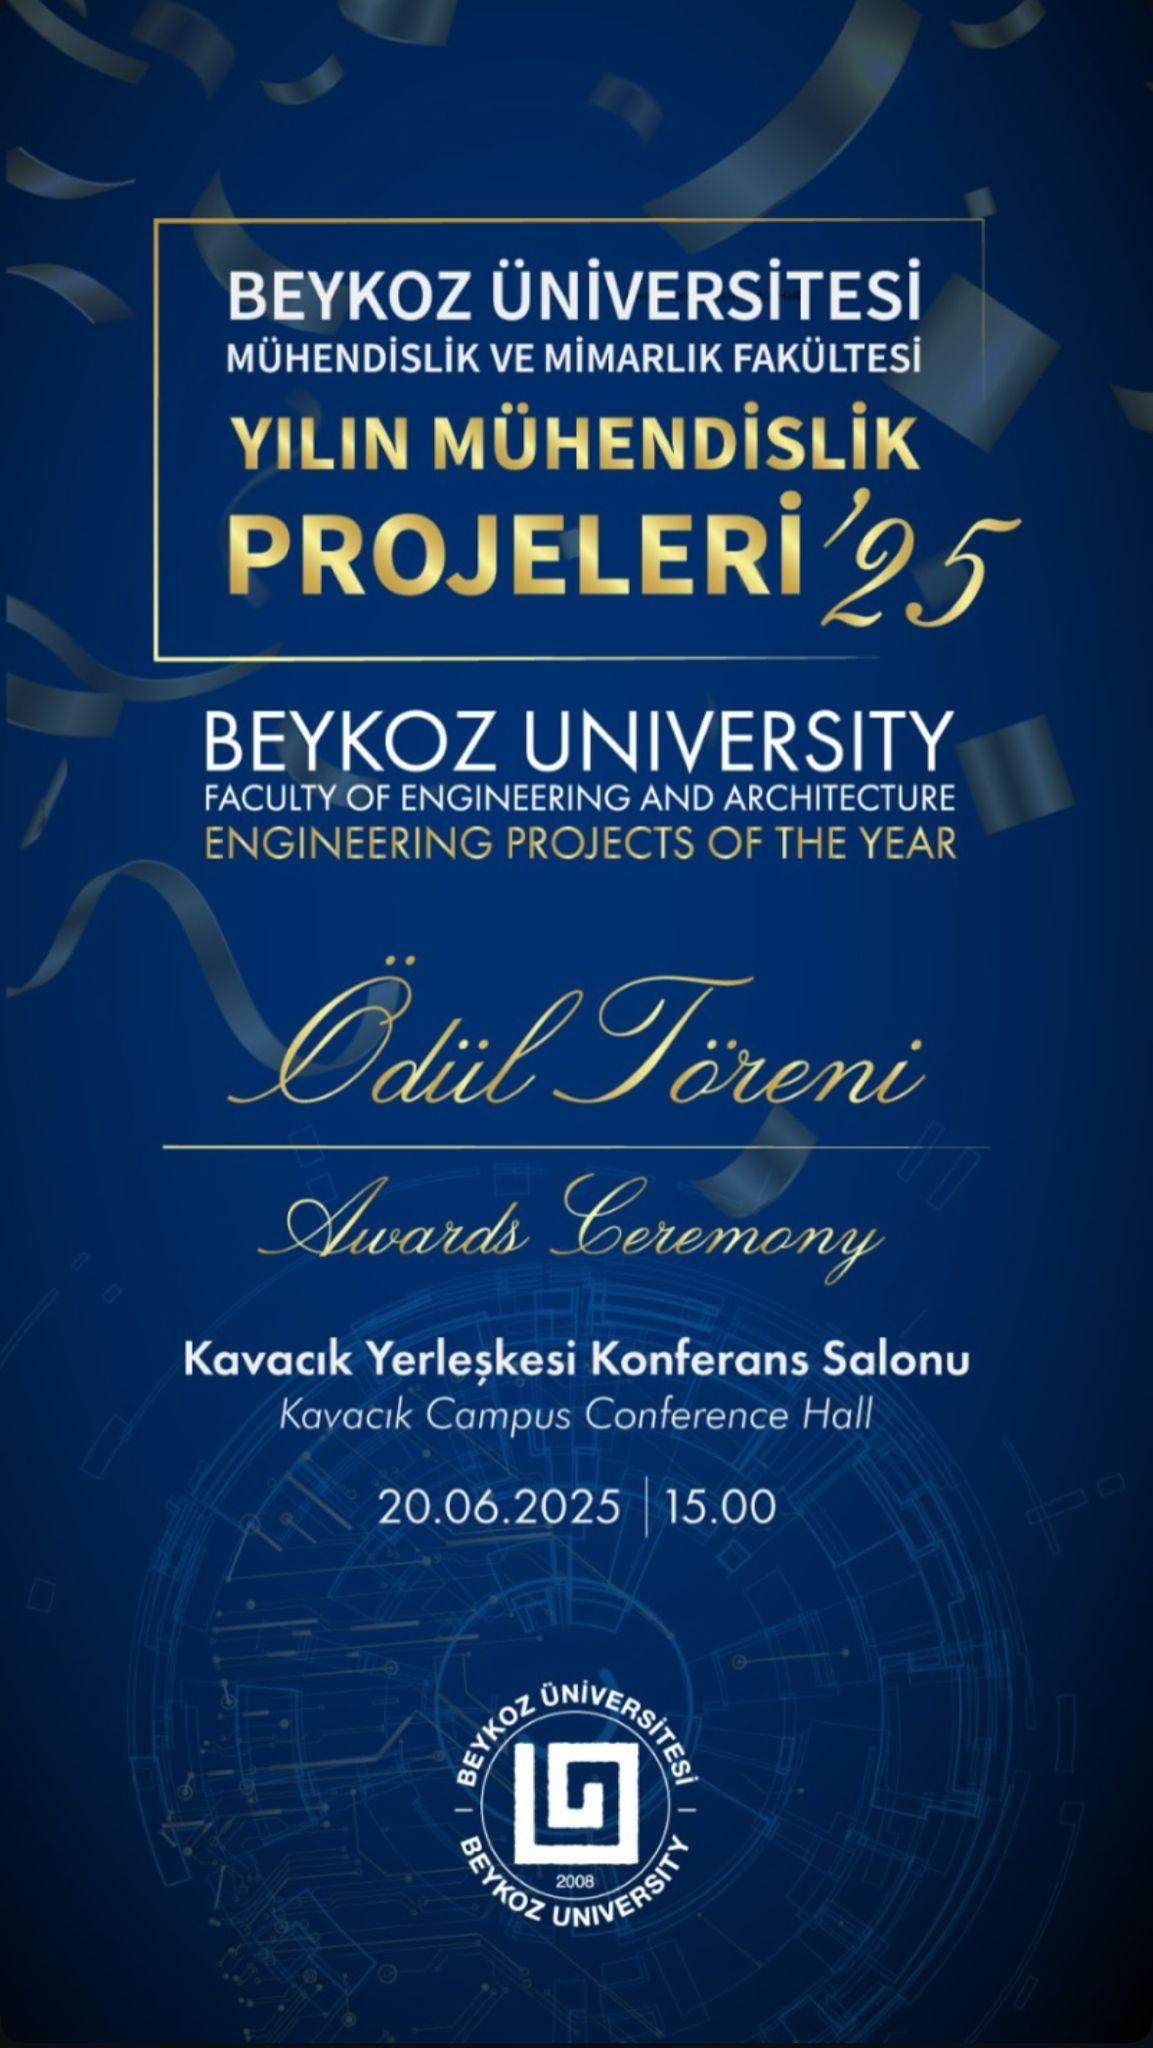 BEYKOZ ÜNİVERSİTESİ
MÜHENDİSLİK VE MİMARLIK FAKÜLTESİ
YILIN MÜHENDİSLİK
PROJELERİ '25
BEYKOZ UNIVERSITY
FACULTY OF ENGINEERING AND ARCHITECTURE
ENGINEERING PROJECTS OF THE YEAR
Ödül Töreni
Awards Ceremony
Kavacık Yerleşkesi Konferans Salonu
Kavacık Campus Conference Hall
20.06.2025 | 15.00
BEYKOZ ÜNİVERSİTESİ
2008
BEYKOZ UNIVERSITY